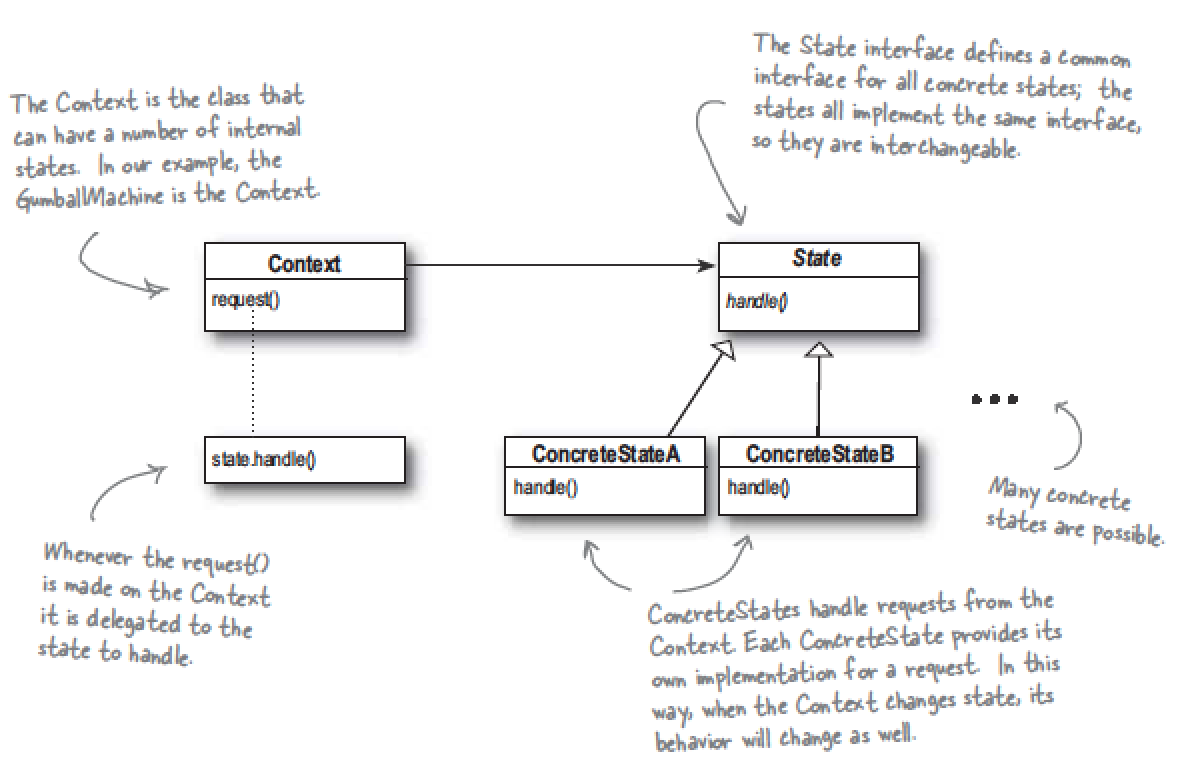 The State interface defines a common
interface for all concrete states; the
states all implement the same interface,
so they are interchangeable.
The Context is the class that
can have a number of internal
states. In our example, the
GumballMachine is the Context.
Context
request()
State
handle()
state.handle()
ConcreteStateA
handle()
ConcreteStateB
handle()
Many concrete
states are possible.
Whenever the request()
is made on the Context
it is delegated to the
state to handle.
ConcreteStates handle requests from the
Context. Each ConcreteState provides its
own implementation for a request. In this
way, when the Context changes state, its
behavior will change as well.